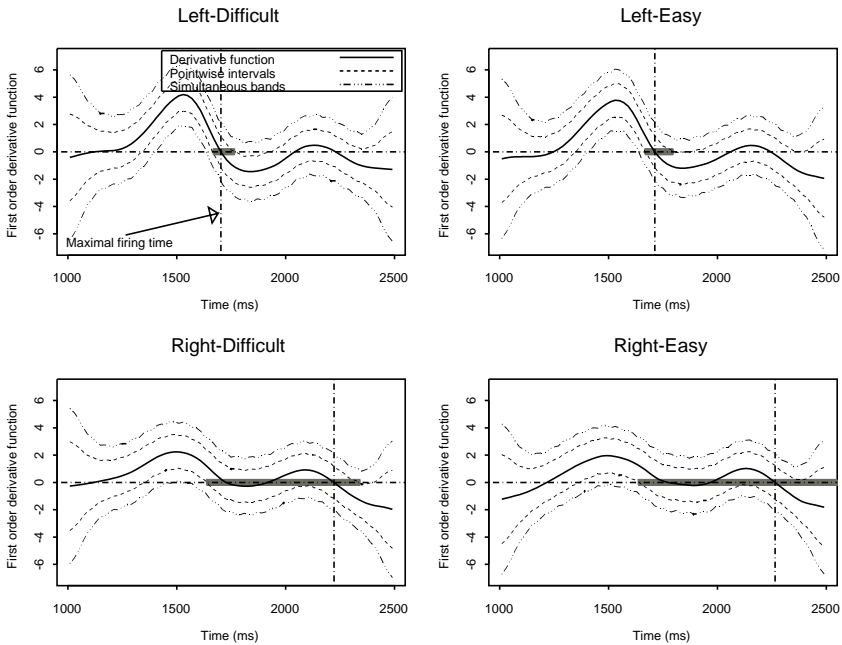 Left-Difficult
First order derivative function
6
4
2
0
-2
-4
-6
Derivative function
Pointwise intervals
Simultaneous bands
Maximal firing time
1000
1500
2000
2500
Time (ms)
Left-Easy
First order derivative function
6
4
2
0
-2
-4
-6
1000
1500
2000
2500
Time (ms)
Right-Difficult
First order derivative function
6
4
2
0
-2
-4
-6
1000
1500
2000
2500
Time (ms)
Right-Easy
First order derivative function
6
4
2
0
-2
-4
-6
1000
1500
2000
2500
Time (ms)